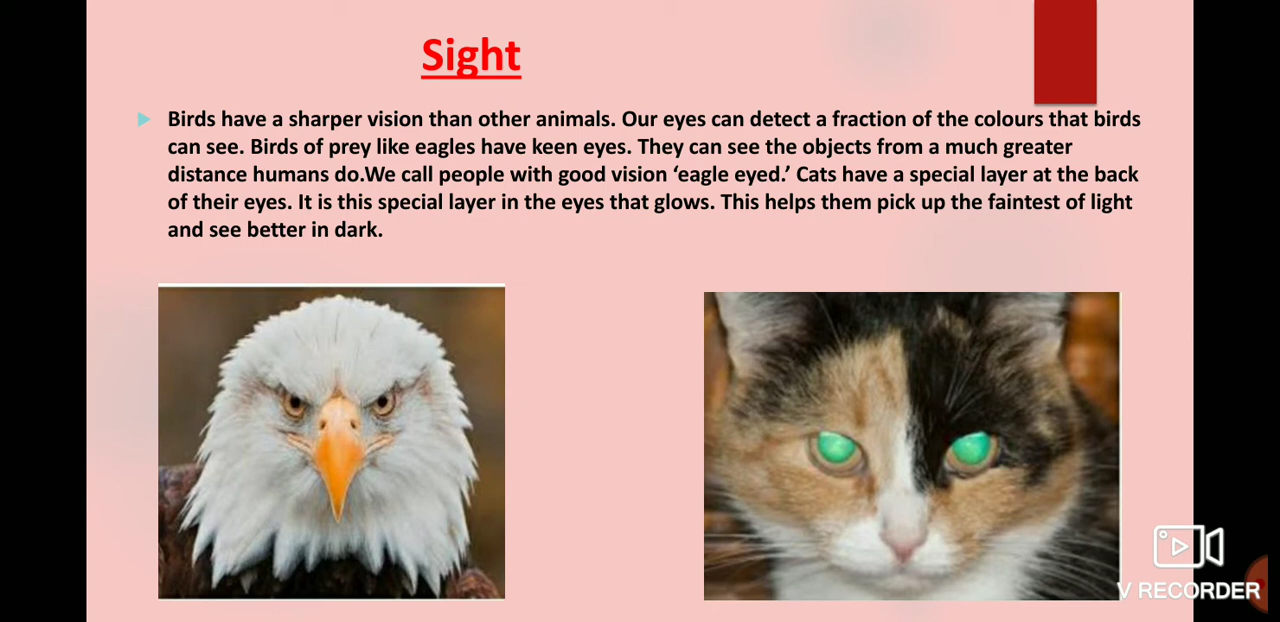 Sight
Birds have a sharper vision than other animals. Our eyes can detect a fraction of the colours that birds
can see. Birds of prey like eagles have keen eyes. They can see the objects from a much greater
distance humans do.We call people with good vision ‘eagle eyed.’ Cats have a special layer at the back
of their eyes. It is this special layer in the eyes that glows. This helps them pick up the faintest of light
and see better in dark.
V RECORDER